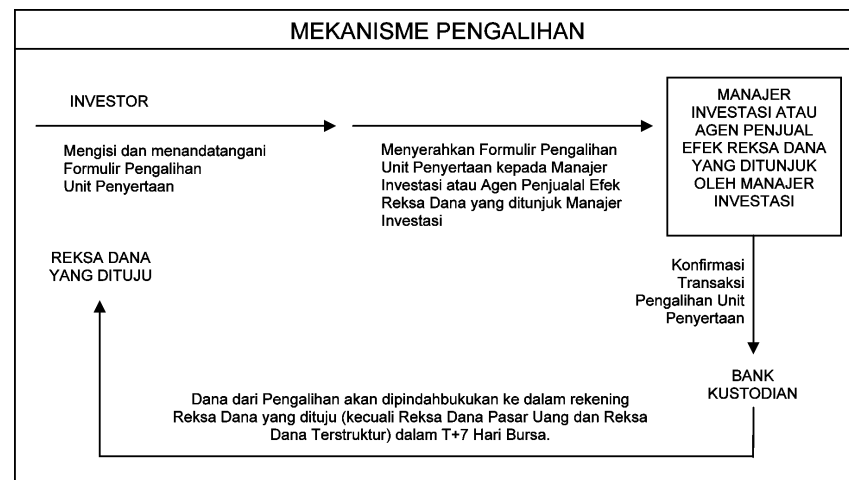 MEKANISME PENGALIHAN
INVESTOR
Mengisi dan menandatangani
Formulir Pengalihan
Unit Penyertaan
Menyerahkan Formulir Pengalihan
Unit Penyertaan kepada Manajer
Investasi atau Agen Penjualal Efek
Reksa Dana yang ditunjuk Manajer
Investasi
MANAJER
INVESTASI ATAU
AGEN PENJUAL
EFEK REKSA DANA
YANG DITUNJUK
OLEH MANAJER
INVESTASI
Konfirmasi
Transaksi
Pengalihan Unit
Penyertaan
BANK
KUSTODIAN
Dana dari Pengalihan akan dipindahbukukan ke dalam rekening
Reksa Dana yang dituju (kecuali Reksa Dana Pasar Uang dan Reksa
Dana Terstruktur) dalam T+7 Hari Bursa.
REKSA DANA
YANG DITUJU